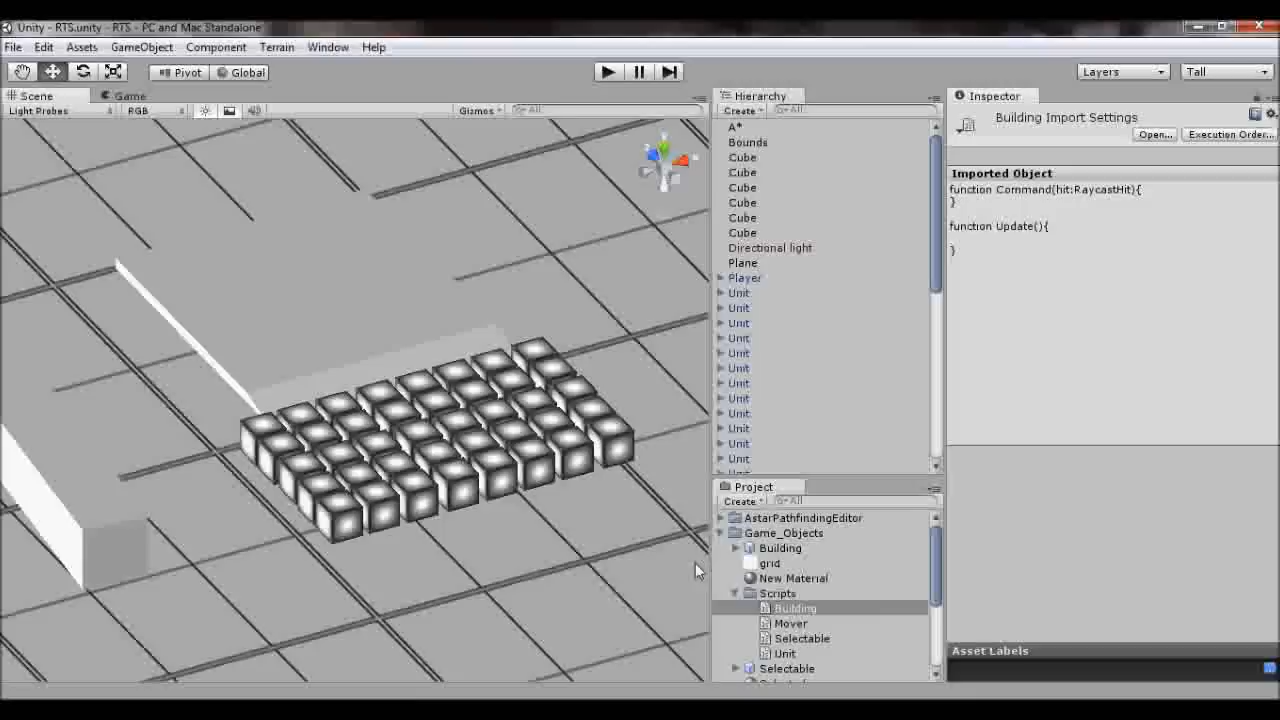 Unity - RTS.unity - RTS - PC and Mac Standalone
File Edit Assets GameObject Component Terrain Window Help
Pivot Global Layers Tall
Scene Game
Light Probes RGB Gizmos All
Hierarchy
Create All
A*
Bounds
Cube
Cube
Cube
Cube
Cube
Cube
Directional light
Plane
Player
Unit
Unit
Unit
Unit
Unit
Unit
Unit
Unit
Unit
Unit
Unit
Unit
Unit
Project
Create All
AstarPathfindingEditor
Game_Objects
Building
grid
New Material
Scripts
Building
Mover
Selectable
Unit
Selectable
Inspector
Building Import Settings
Open... Execution Order...
Imported Object
function Command(hit:RaycastHit){
}
function Update(){
}
Asset Labels